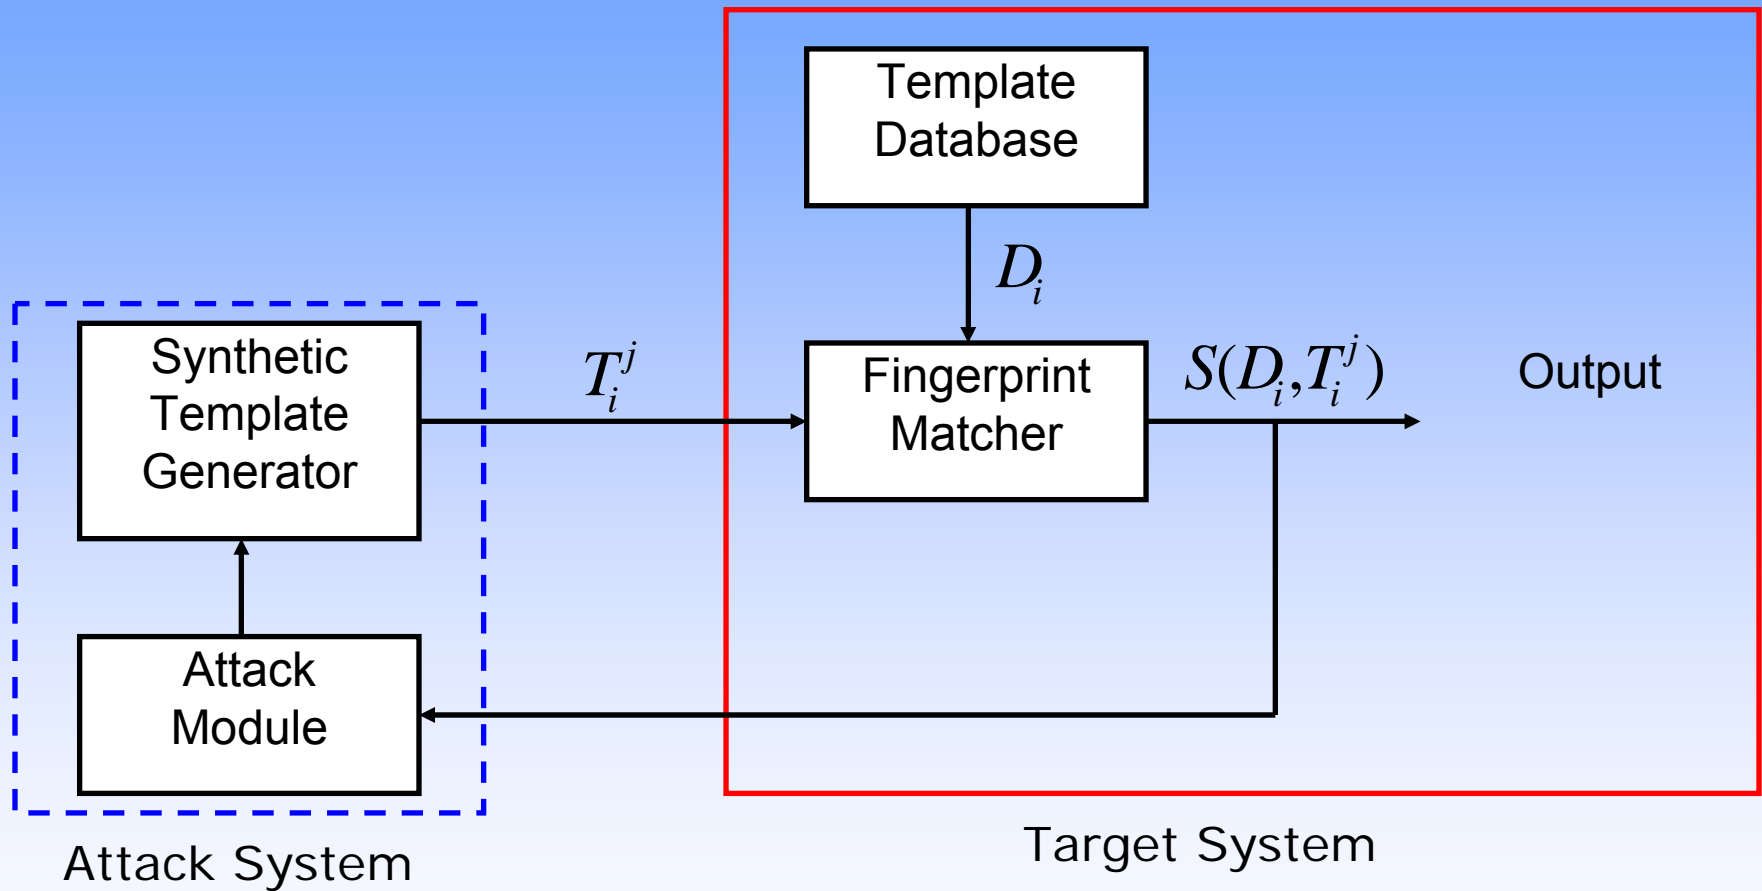 Template
Database
D_i
Synthetic
Template
Generator
T_i^j
Fingerprint
Matcher
S(D_i,T_i^j)
Output
Attack
Module
Attack System
Target System